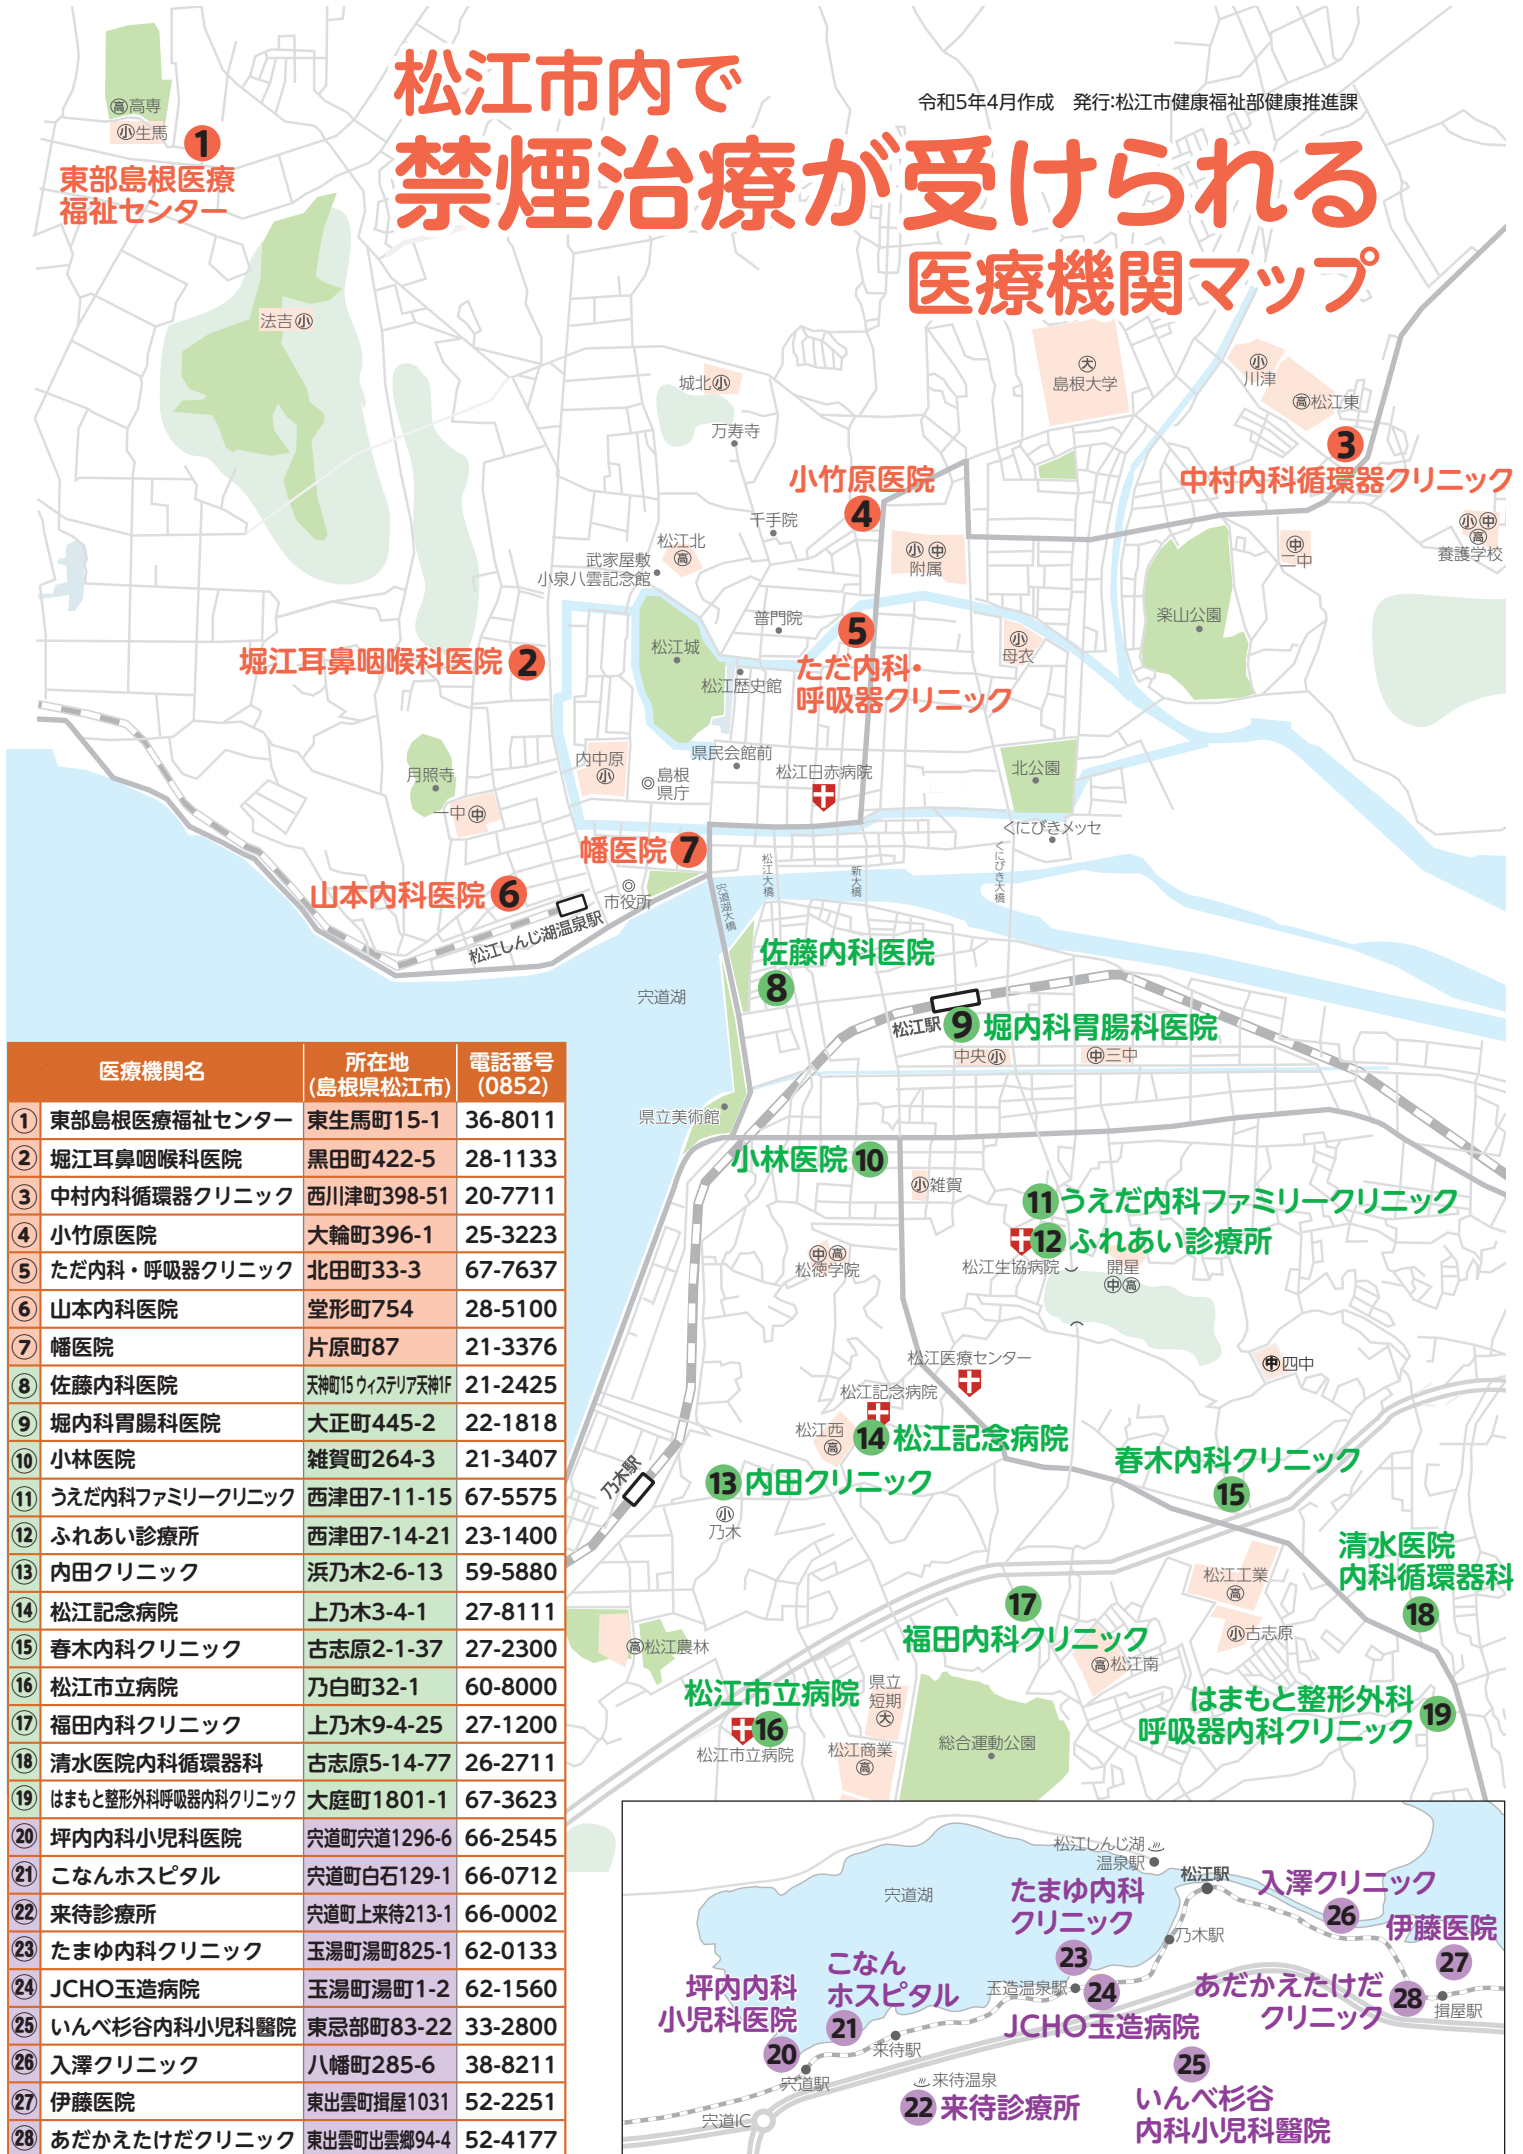 松江市内で
令和5年4月作成　発行:松江市健康福祉部健康推進課
禁煙治療が受けられる
医療機関マップ
高高専
小生馬
1
東部島根医療
福祉センター
法吉小
城北小
万寿寺
大
島根大学
小
川津
高松江東
3
中村内科循環器クリニック
小竹原医院
4
千手院
松江北
高
武家屋敷
小泉八雲記念館
小中
附属
中
二中
小中
高
養護学校
普門院
5
ただ内科・
呼吸器クリニック
小
母衣
楽山公園
松江城
堀江耳鼻咽喉科医院 2
松江歴史館
月照寺
一中中
内中原
小
島根
県庁
県民会館前
松江日赤病院
北公園
くにびきメッセ
幡医院 7
松江大橋
新大橋
くにびき大橋
宍道湖大橋
山本内科医院 6
市役所
松江しんじ湖温泉駅
佐藤内科医院
8
宍道湖
松江駅
9 堀内科胃腸科医院
中央小
中三中
県立美術館
小林医院 10
小雑賀
11 うえだ内科ファミリークリニック
12 ふれあい診療所
松江生協病院
開星
中高
中高
松徳学院
松江医療センター
中四中
松江記念病院
松江西
高
14 松江記念病院
乃木駅
13 内田クリニック
小
乃木
春木内科クリニック
15
清水医院
内科循環器科
18
松江工業
高
17
福田内科クリニック
小古志原
高松江農林
高松江南
松江市立病院
16
松江市立病院
県立
短期
大
松江商業
高
総合運動公園
はまもと整形外科
呼吸器内科クリニック
19
医療機関名 所在地(島根県松江市) 電話番号(0852)
① 東部島根医療福祉センター 東生馬町15-1 36-8011
② 堀江耳鼻咽喉科医院 黒田町422-5 28-1133
③ 中村内科循環器クリニック 西川津町398-51 20-7711
④ 小竹原医院 大輪町396-1 25-3223
⑤ ただ内科・呼吸器クリニック 北田町33-3 67-7637
⑥ 山本内科医院 堂形町754 28-5100
⑦ 幡医院 片原町87 21-3376
⑧ 佐藤内科医院 天神町15 ウィステリア天神1F 21-2425
⑨ 堀内科胃腸科医院 大正町445-2 22-1818
⑩ 小林医院 雑賀町264-3 21-3407
⑪ うえだ内科ファミリークリニック 西津田7-11-15 67-5575
⑫ ふれあい診療所 西津田7-14-21 23-1400
⑬ 内田クリニック 浜乃木2-6-13 59-5880
⑭ 松江記念病院 上乃木3-4-1 27-8111
⑮ 春木内科クリニック 古志原2-1-37 27-2300
⑯ 松江市立病院 乃白町32-1 60-8000
⑰ 福田内科クリニック 上乃木9-4-25 27-1200
⑱ 清水医院内科循環器科 古志原5-14-77 26-2711
⑲ はまもと整形外科呼吸器内科クリニック 大庭町1801-1 67-3623
⑳ 坪内内科小児科医院 宍道町宍道1296-6 66-2545
㉑ こなんホスピタル 宍道町白石129-1 66-0712
㉒ 来待診療所 宍道町上来待213-1 66-0002
㉓ たまゆ内科クリニック 玉湯町湯町825-1 62-0133
㉔ JCHO玉造病院 玉湯町湯町1-2 62-1560
㉕ いんべ杉谷内科小児科醫院 東忌部町83-22 33-2800
㉖ 入澤クリニック 八幡町285-6 38-8211
㉗ 伊藤医院 東出雲町揖屋1031 52-2251
㉘ あだかえたけだクリニック 東出雲町出雲郷94-4 52-4177
松江しんじ湖
温泉駅
松江駅
宍道湖
たまゆ内科
クリニック
23
入澤クリニック
26
伊藤医院
27
乃木駅
こなん
ホスピタル
21
玉造温泉駅
24
JCHO玉造病院
あだかえたけだ
クリニック
28
揖屋駅
坪内内科
小児科医院
20
来待駅
宍道駅
25
いんべ杉谷
内科小児科醫院
来待温泉
22 来待診療所
宍道IC